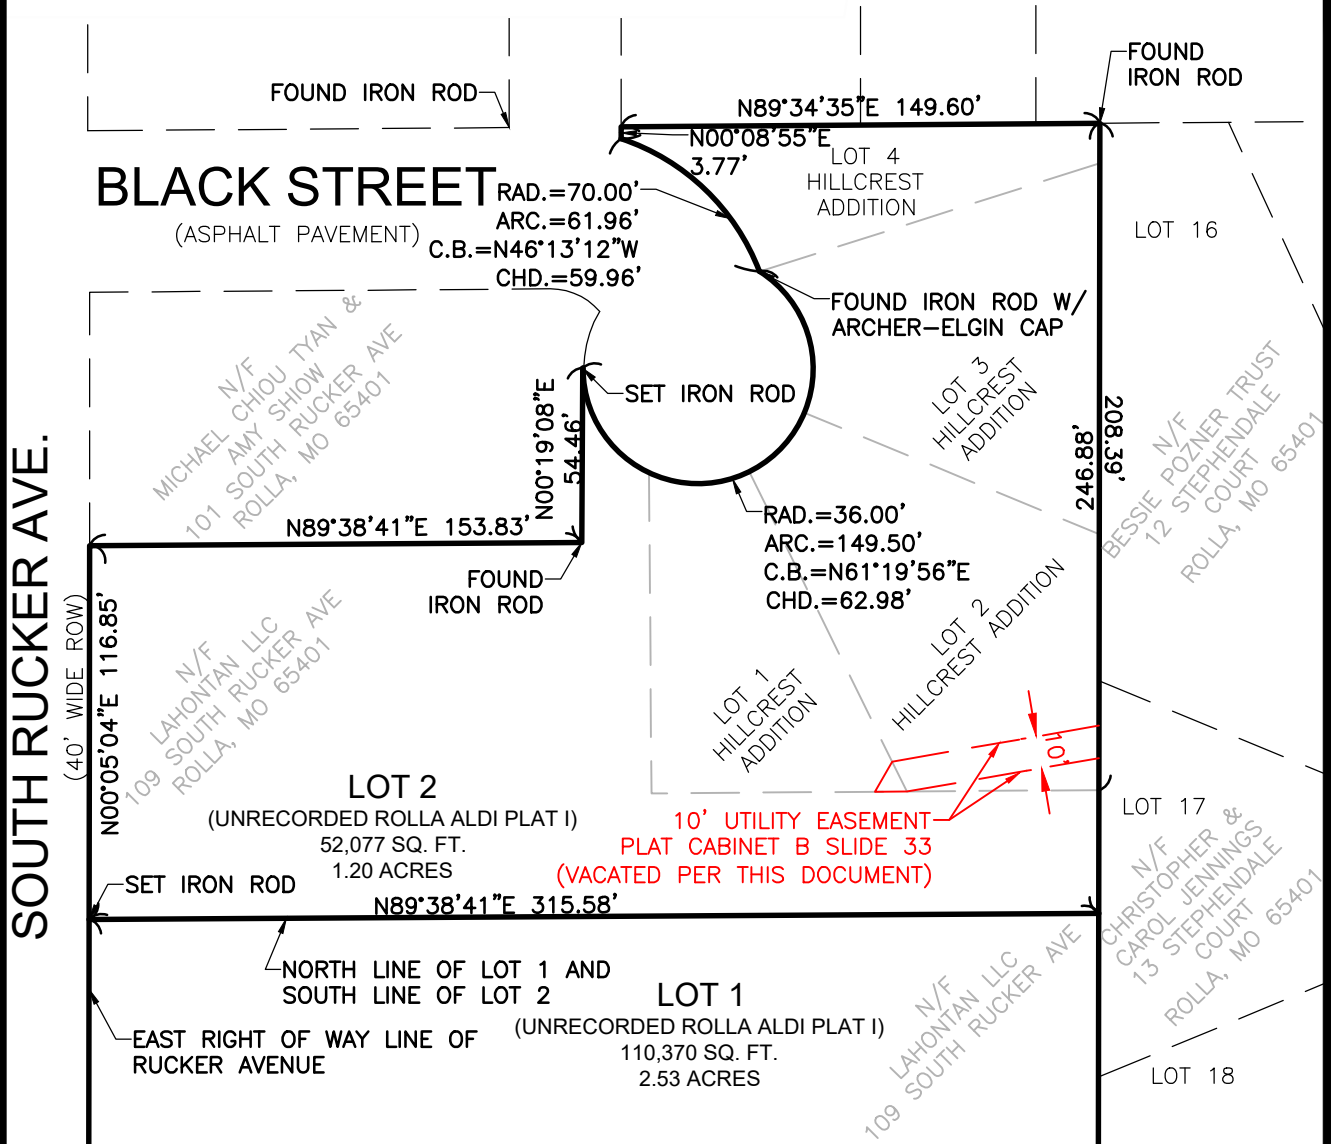 FOUND
IRON ROD
FOUND IRON ROD
N89°34'35"E 149.60'
N00°08'55"E
3.77'
LOT 4
HILLCREST
ADDITION
BLACK STREET
(ASPHALT PAVEMENT)
RAD.=70.00'
ARC.=61.96'
C.B.=N46°13'12"W
CHD.=59.96'
LOT 16
FOUND IRON ROD W/
ARCHER-ELGIN CAP
N/F
MICHAEL CHIOU TYAN &
AMY SHOW
101 SOUTH RUCKER AVE
ROLLA, MO 65401
SET IRON ROD
N00°19'08"E
54.46'
LOT 3
HILLCREST
ADDITION
208.39'
246.88'
N/F
BESSIE POZNER TRUST
12 STEPHENDALE
COURT
ROLLA, MO 65401
N89°38'41"E 153.83'
RAD.=36.00'
ARC.=149.50'
C.B.=N61°19'56"E
CHD.=62.98'
FOUND
IRON ROD
SOUTH RUCKER AVE.
(40' WIDE ROW)
N00°05'04"E 116.85'
N/F
LAHONTAN LLC
109 SOUTH RUCKER AVE
ROLLA, MO 65401
LOT 1
HILLCREST
ADDITION
LOT 2
HILLCREST ADDITION
10'
LOT 2
(UNRECORDED ROLLA ALDI PLAT I)
52,077 SQ. FT.
1.20 ACRES
10' UTILITY EASEMENT
PLAT CABINET B SLIDE 33
(VACATED PER THIS DOCUMENT)
LOT 17
N/F
CHRISTOPHER &
CAROL JENNINGS
13 STEPHENDALE
COURT
ROLLA, MO 65401
SET IRON ROD
N89°38'41"E 315.58'
NORTH LINE OF LOT 1 AND
SOUTH LINE OF LOT 2
EAST RIGHT OF WAY LINE OF
RUCKER AVENUE
LOT 1
(UNRECORDED ROLLA ALDI PLAT I)
110,370 SQ. FT.
2.53 ACRES
N/F
LAHONTAN LLC
109 SOUTH RUCKER AVE
LOT 18